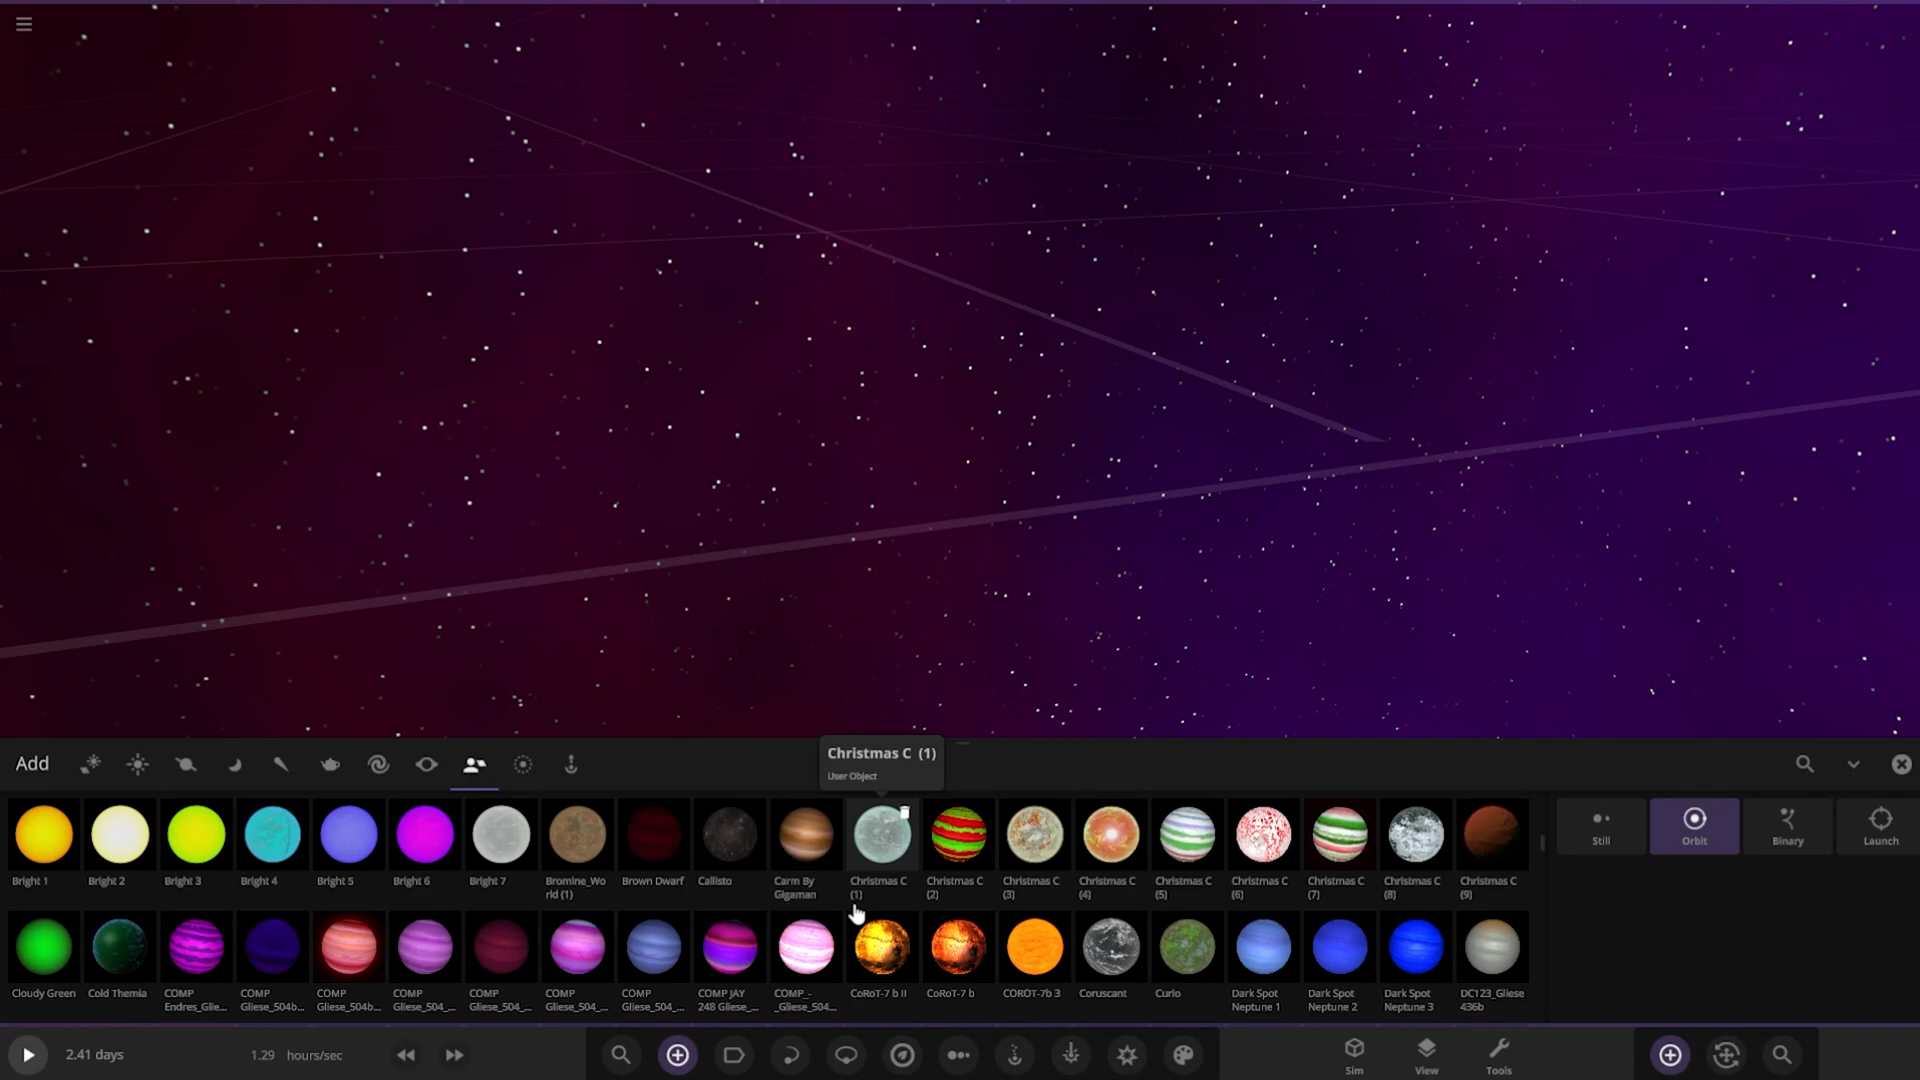 Add
Christmas C (1)
User Object
Bright 1
Bright 2
Bright 3
Bright 4
Bright 5
Bright 6
Bright 7
Bromine_Wo
rld (1)
Brown Dwarf
Callisto
Carm By
Gigaman
Christmas C
(1)
Christmas C
(2)
Christmas C
(3)
Christmas C
(4)
Christmas C
(5)
Christmas C
(6)
Christmas C
(7)
Christmas C
(8)
Christmas C
(9)
Still
Orbit
Binary
Launch
Cloudy Green
Cold Themia
COMP
Endres_Glie...
COMP
Gliese_504b...
COMP
Gliese_504b...
COMP
Gliese_504_...
COMP
Gliese_504_...
COMP
Gliese_504_...
COMP
Gliese_504_...
COMP JAY
248 Gliese_...
COMP_-
_Gliese_504...
CoRoT-7 b II
CoRoT-7 b
COROT-7b 3
Coruscant
Curio
Dark Spot
Neptune 1
Dark Spot
Neptune 2
Dark Spot
Neptune 3
DC123_Gliese
436b
2.41 days
1.29 hours/sec
Sim
View
Tools